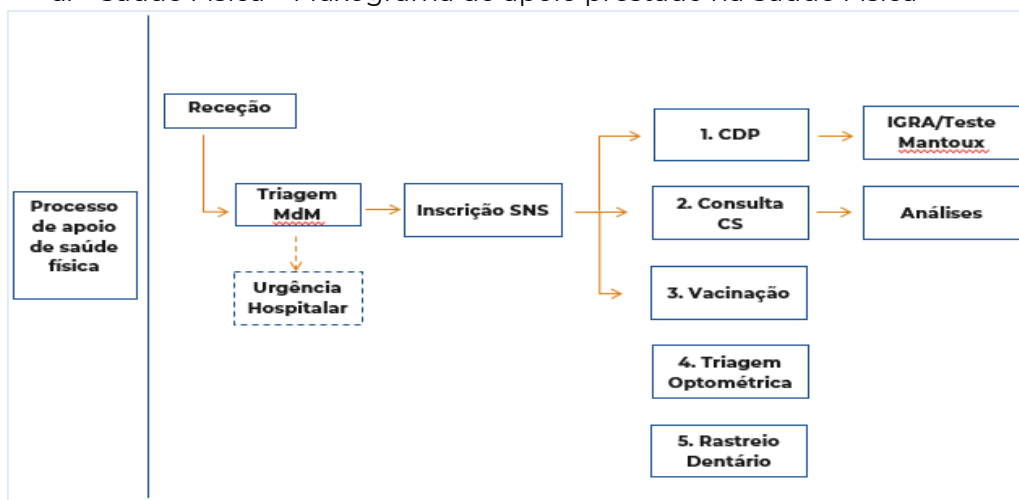 Receção
Processo
de apoio
de saúde
física
Triagem
MdM
Urgência
Hospitalar
Inscrição SNS
1. CDP
IGRA/Teste
Mantoux
2. Consulta
CS
Análises
3. Vacinação
4. Triagem
Optométrica
5. Rastreio
Dentário